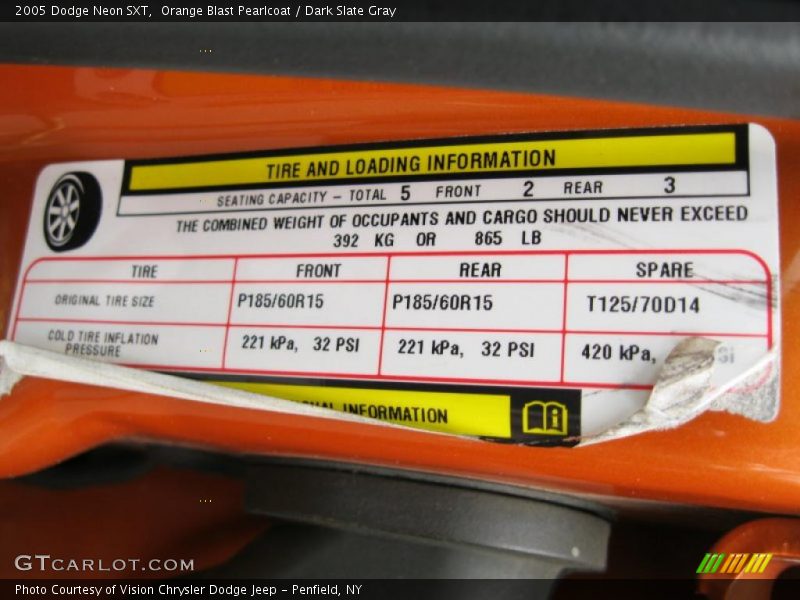 2005 Dodge Neon SXT,  Orange Blast Pearlcoat / Dark Slate Gray
TIRE AND LOADING INFORMATION
SEATING CAPACITY – TOTAL 5 FRONT 2 REAR 3
THE COMBINED WEIGHT OF OCCUPANTS AND CARGO SHOULD NEVER EXCEED
392 KG OR 865 LB
TIRE FRONT REAR SPARE
ORIGINAL TIRE SIZE P185/60R15 P185/60R15 T125/70D14
COLD TIRE INFLATION PRESSURE 221 kPa, 32 PSI 221 kPa, 32 PSI 420 kPa,
INFORMATION
GTCARLOT.COM
Photo Courtesy of Vision Chrysler Dodge Jeep – Penfield, NY